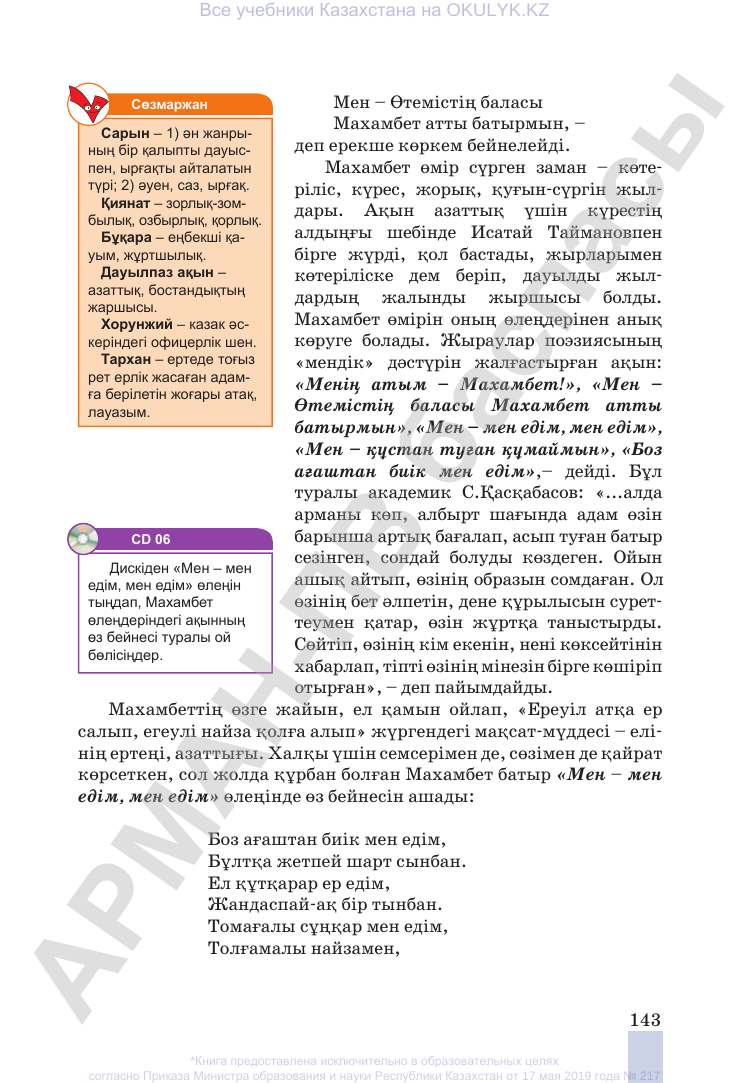 Все учебники Казахстана на OKULYK.KZ
Сөзмаржан
Сарын – 1) ән жанры-
ның бір қалыпты дауыс-
пен, ырғақты айталатын
түрі; 2) әуен, саз, ырғақ.
Қиянат – зорлық-зом-
былық, озбырлық, қорлық.
Бұқара – еңбекші қа-
уым, жұртшылық.
Дауылпаз ақын –
азаттық, бостандықтың
жаршысы.
Хорунжий – казак әс-
керіндегі офицерлік шен.
Тархан – ертеде тоғыз
рет ерлік жасаған адам-
ға берілетін жоғары атақ,
лауазым.
CD 06
Дискіден «Мен – мен
едім, мен едім» өлеңін
тыңдап, Махамбет
өлеңдеріндегі ақынның
өз бейнесі туралы ой
бөлісіңдер.
Мен – Өтемістің баласы
Махамбет атты батырмын, –
деп ерекше көркем бейнелейді.
Махамбет өмір сүрген заман – көте-
ріліс, күрес, жорық, қуғын-сүргін жыл-
дары. Ақын азаттық үшін күрестің
алдыңғы шебінде Исатай Таймановпен
бірге жүрді, қол бастады, жырларымен
көтеріліске дем беріп, дауылды жыл-
дардың жалынды жыршысы болды.
Махамбет өмірін оның өлеңдерінен анық
көруге болады. Жыраулар поэзиясының
«мендік» дәстүрін жалғастырған ақын:
«Менің атым – Махамбет!», «Мен –
Өтемістің баласы Махамбет атты
батырмын», «Мен – мен едім, мен едім»,
«Мен – құстан туған құмаймын», «Боз
ағаштан биік мен едім»,– дейді. Бұл
туралы академик С.Қасқабасов: «...алда
арманы көп, албырт шағында адам өзін
барынша артық бағалап, асып туған батыр
сезінген, сондай болуды көздеген. Ойын
ашық айтып, өзінің образын сомдаған. Ол
өзінің бет әлпетін, дене құрылысын сурет-
теумен қатар, өзін жұртқа таныстырды.
Сөйтіп, өзінің кім екенін, нені көксейтінін
хабарлап, тіпті өзінің мінезін бірге көшіріп
отырған», – деп пайымдайды.
Махамбеттің өзге жайын, ел қамын ойлап, «Ереуіл атқа ер
салып, егеулі найза қолға алып» жүргендегі мақсат-мүддесі – елі-
нің ертеңі, азаттығы. Халқы үшін семсерімен де, сөзімен де қайрат
көрсеткен, сол жолда құрбан болған Махамбет батыр «Мен – мен
едім, мен едім» өлеңінде өз бейнесін ашады:
Боз ағаштан биік мен едім,
Бұлтқа жетпей шарт сынбан.
Ел құтқарар ер едім,
Жандаспай-ақ бір тынбан.
Томағалы сұңқар мен едім,
Толғамалы найзамен,
АРМАН-ПВ баспасы
143
*Книга предоставлена исключительно в образовательных целях
согласно Приказа Министра образования и науки Республики Казахстан от 17 мая 2019 года № 217